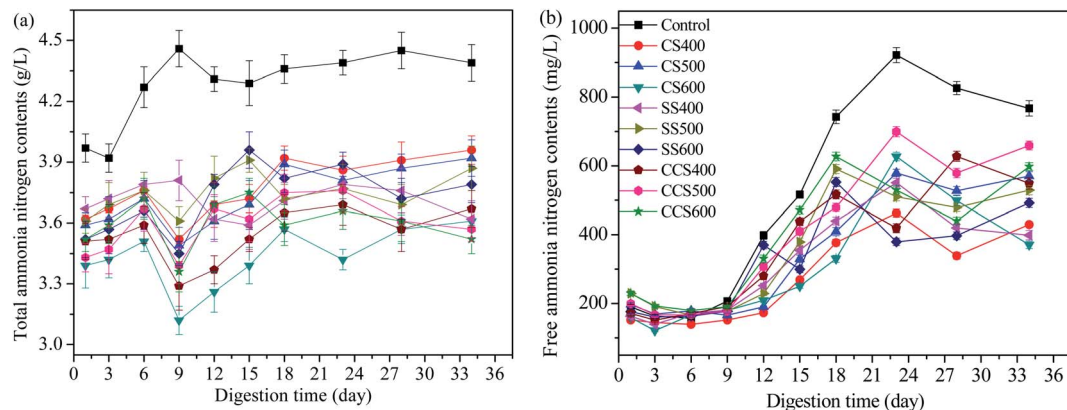 (a)
Total ammonia nitrogen contents (g/L)
4.5
4.2
3.9
3.6
3.3
3.0
0 3 6 9 12 15 18 21 24 27 30 33 36
Digestion time (day)
(b)
Free ammonia nitrogen contents (mg/L)
1000
800
600
400
200
Control
CS400
CS500
CS600
SS400
SS500
SS600
CCS400
CCS500
CCS600
0 3 6 9 12 15 18 21 24 27 30 33 36
Digestion time (day)